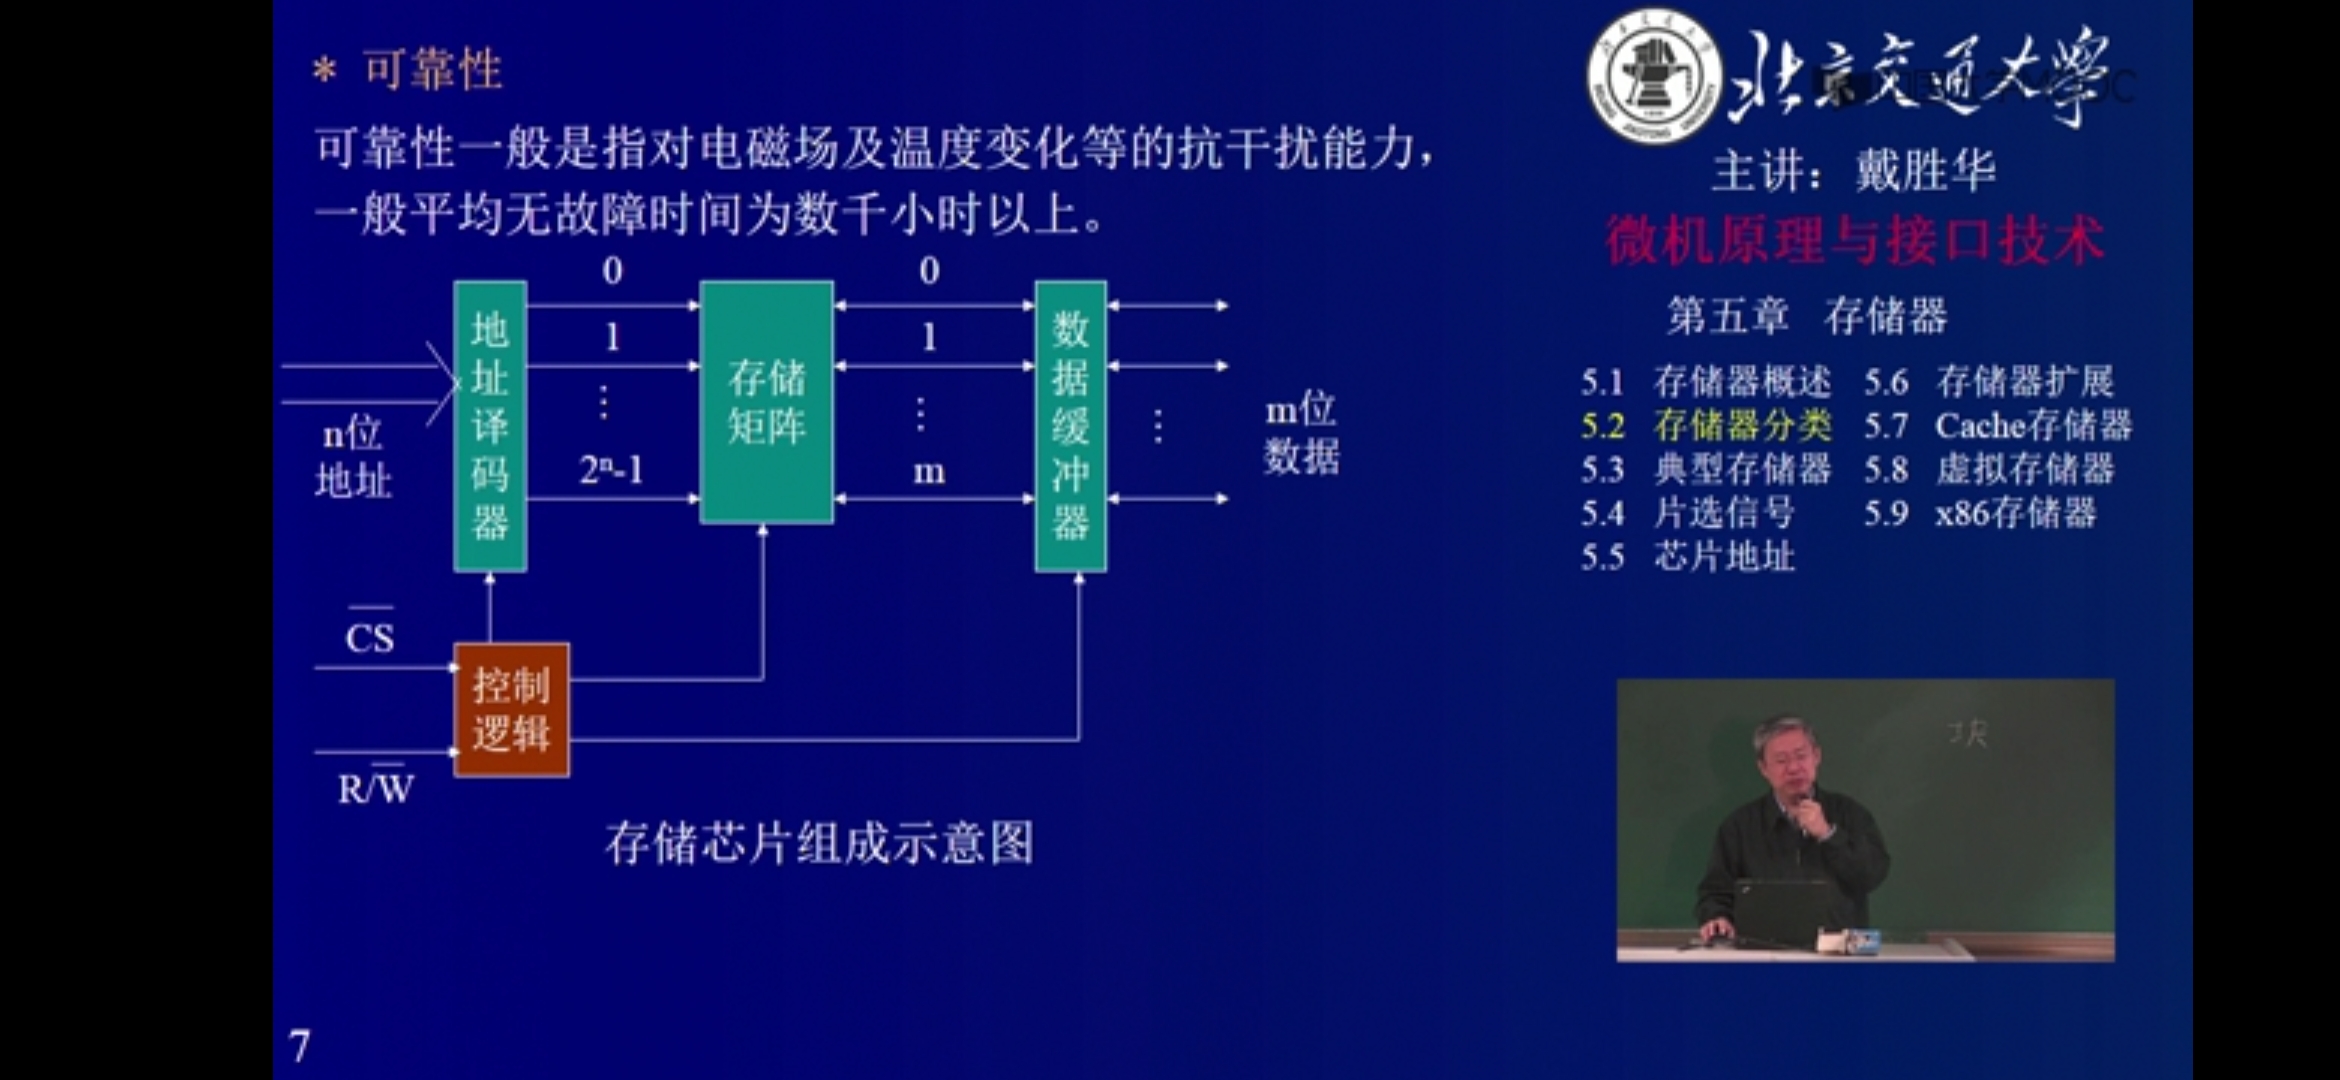 * 可靠性
可靠性一般是指对电磁场及温度变化等的抗干扰能力，
一般平均无故障时间为数千小时以上。
n位
地址
地址译码器
0
1
⋮
2ⁿ-1
存储
矩阵
0
1
⋮
m
数据缓冲器
⋮
m位
数据
C̅S̅
R/W̅
控制
逻辑
存储芯片组成示意图
7
北京交通大学
主讲：戴胜华
微机原理与接口技术
第五章 存储器
5.1 存储器概述 5.6 存储器扩展
5.2 存储器分类 5.7 Cache存储器
5.3 典型存储器 5.8 虚拟存储器
5.4 片选信号 5.9 x86存储器
5.5 芯片地址